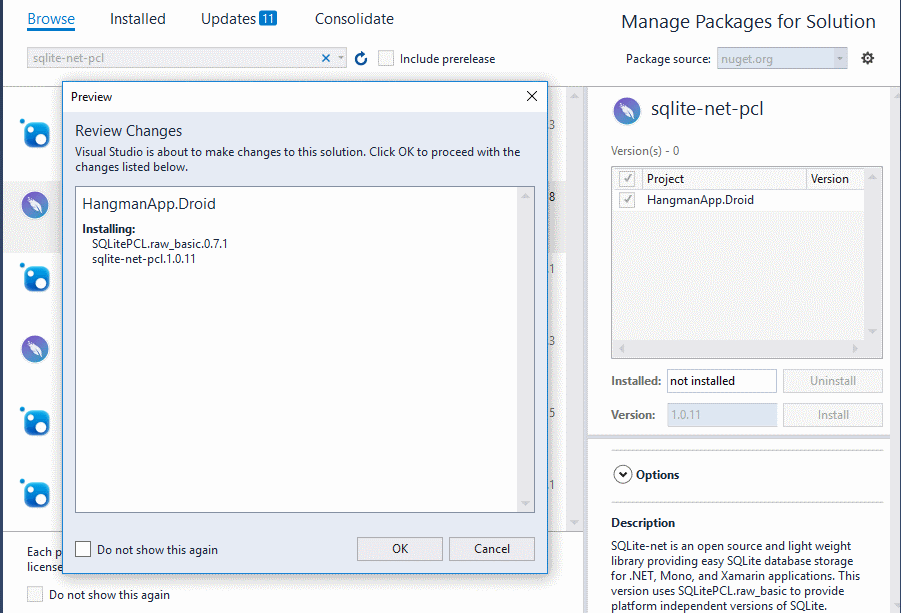 Browse Installed Updates 11 Consolidate
Manage Packages for Solution
sqlite-net-pcl
Include prerelease
Package source: nuget.org
Preview
Review Changes
Visual Studio is about to make changes to this solution. Click OK to proceed with the
changes listed below.
HangmanApp.Droid
Installing:
SQLitePCL.raw_basic.0.7.1
sqlite-net-pcl.1.0.11
Do not show this again
OK Cancel
3
8
.1
3
5
.1
Each p
license
Do not show this again
sqlite-net-pcl
Version(s) - 0
Project Version
HangmanApp.Droid
Installed: not installed Uninstall
Version: 1.0.11 Install
Options
Description
SQLite-net is an open source and light weight
library providing easy SQLite database storage
for .NET, Mono, and Xamarin applications. This
version uses SQLitePCL.raw_basic to provide
platform independent versions of SQLite.